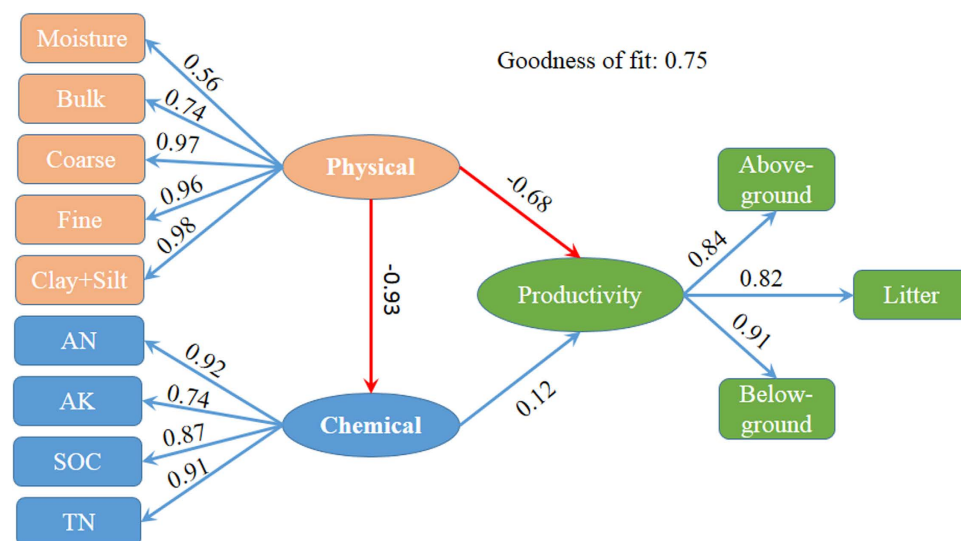 Moisture
Bulk
Coarse
Fine
Clay+Silt
AN
AK
SOC
TN
0.56
0.74
0.97
0.96
0.98
0.92
0.74
0.87
0.91
Physical
-0.93
Chemical
Goodness of fit: 0.75
-0.68
0.12
Productivity
0.84
0.82
0.91
Above-
ground
Litter
Below-
ground